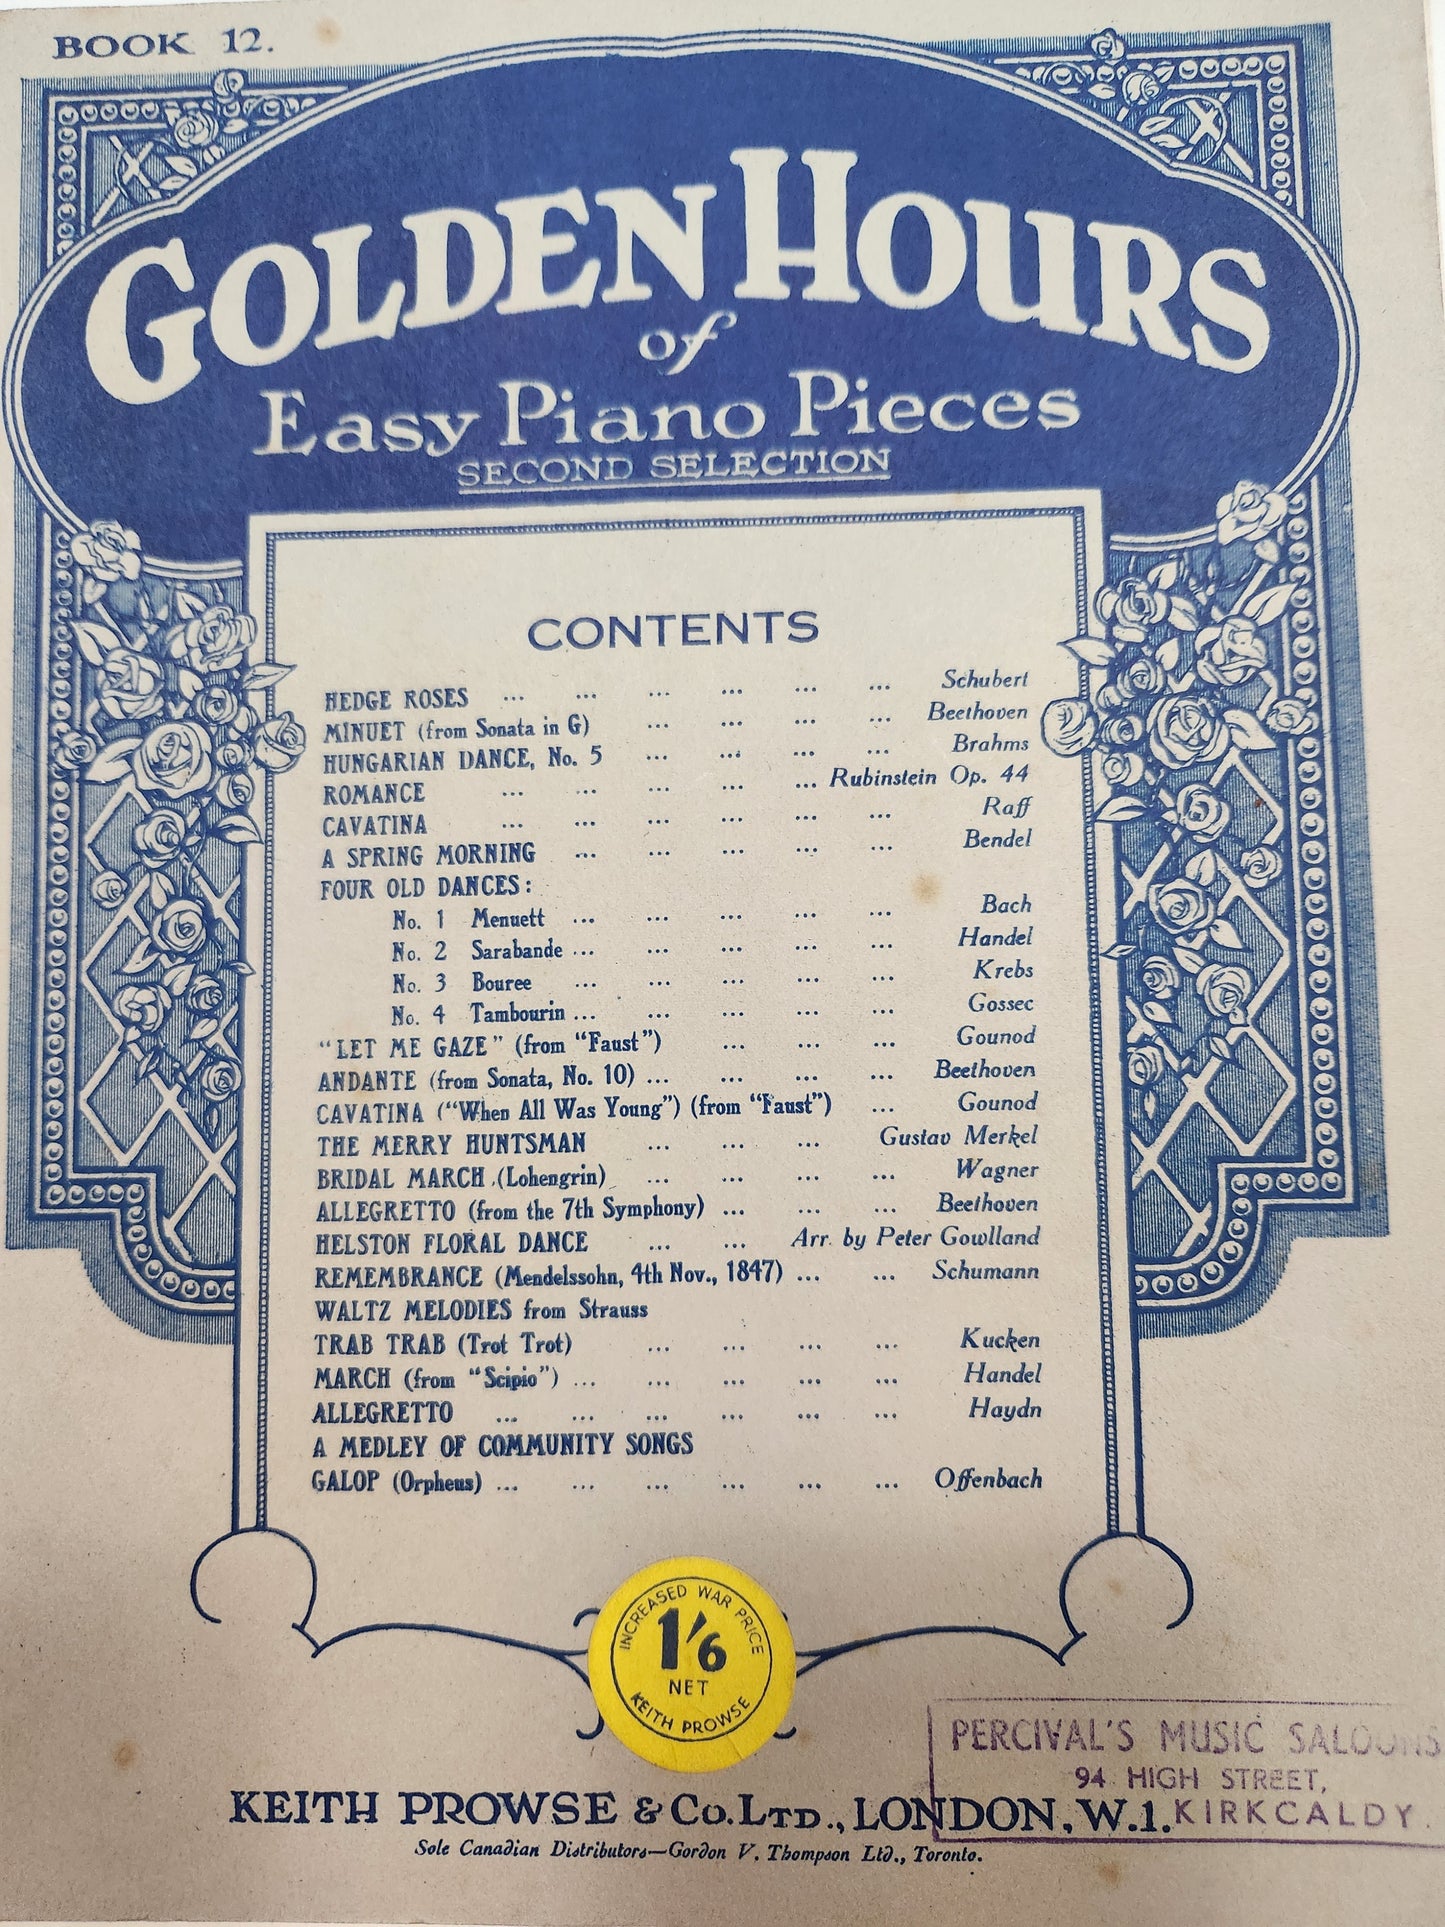 BOOK 12.
GOLDEN HOURS
of
Easy Piano Pieces
SECOND SELECTION
CONTENTS
HEDGE ROSES ... ... ... ... ... ... Schubert
MINUET (from Sonata in G) ... ... ... ... Beethoven
HUNGARIAN DANCE, No. 5 ... ... ... ... Brahms
ROMANCE ... ... ... ... ... Rubinstein Op. 44
CAVATINA ... ... ... ... ... ... Raff
A SPRING MORNING ... ... ... ... ... Bendel
FOUR OLD DANCES:
No. 1 Menuett ... ... ... ... ... Bach
No. 2 Sarabande ... ... ... ... ... Handel
No. 3 Bouree ... ... ... ... ... Krebs
No. 4 Tambourin ... ... ... ... ... Gossec
"LET ME GAZE" (from "Faust") ... ... ... Gounod
ANDANTE (from Sonata, No. 10) ... ... ... ... Beethoven
CAVATINA ("When All Was Young") (from "Faust") ... Gounod
THE MERRY HUNTSMAN ... ... ... Gustav Merkel
BRIDAL MARCH (Lohengrin) ... ... ... ... Wagner
ALLEGRETTO (from the 7th Symphony) ... ... ... Beethoven
HELSTON FLORAL DANCE ... ... Arr. by Peter Gowlland
REMEMBRANCE (Mendelssohn, 4th Nov., 1847) ... ... Schumann
WALTZ MELODIES from Strauss
TRAB TRAB (Trot Trot) ... ... ... ... Kucken
MARCH (from "Scipio") ... ... ... ... ... Handel
ALLEGRETTO ... ... ... ... ... ... Haydn
A MEDLEY OF COMMUNITY SONGS
GALOP (Orpheus) ... ... ... ... ... ... Offenbach
INCREASED WAR PRICE
1'6
NET
KEITH PROWSE
PERCIVAL'S MUSIC SALOONS
94 HIGH STREET,
KIRKCALDY.
KEITH PROWSE & Co. LTD., LONDON, W.1.
Sole Canadian Distributors—Gordon V. Thompson Ltd., Toronto.